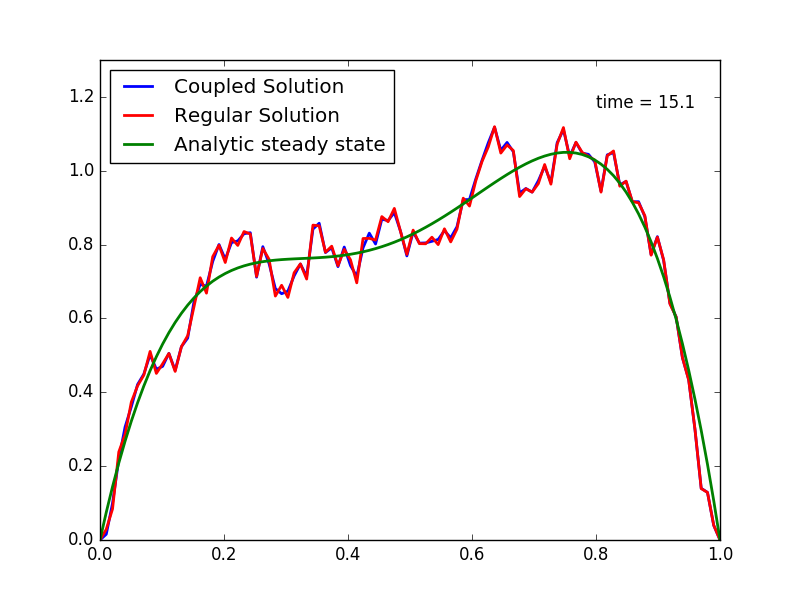 1.2
1.0
0.8
0.6
0.4
0.2
0.0
Coupled Solution
Regular Solution
Analytic steady state
time = 15.1
0.0 0.2 0.4 0.6 0.8 1.0